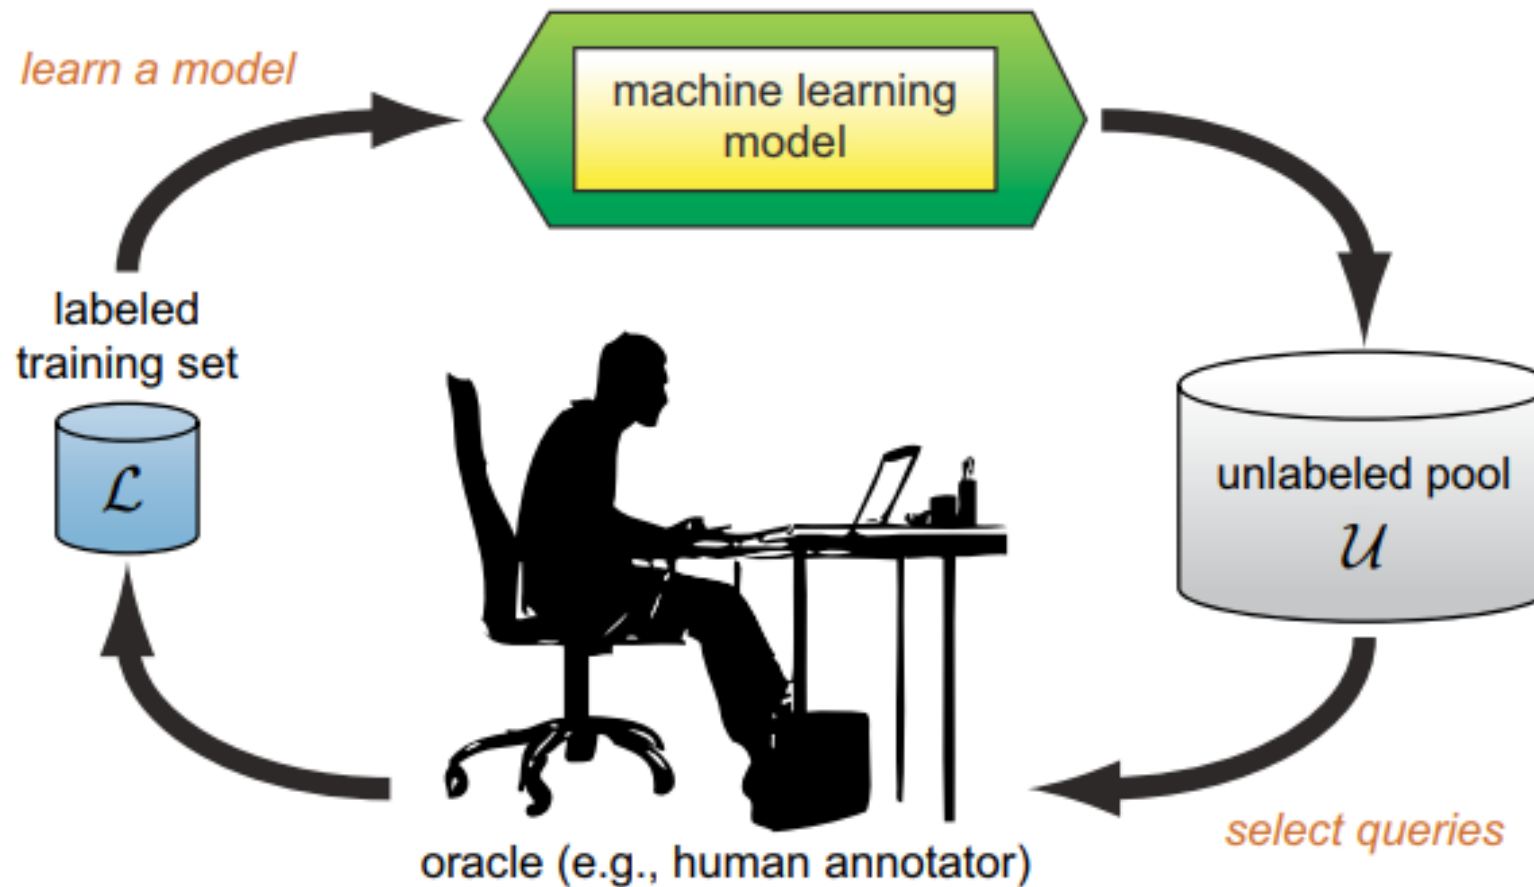 learn a model
machine learning
model
labeled
training set
ℒ
unlabeled pool
𝒰
select queries
oracle (e.g., human annotator)